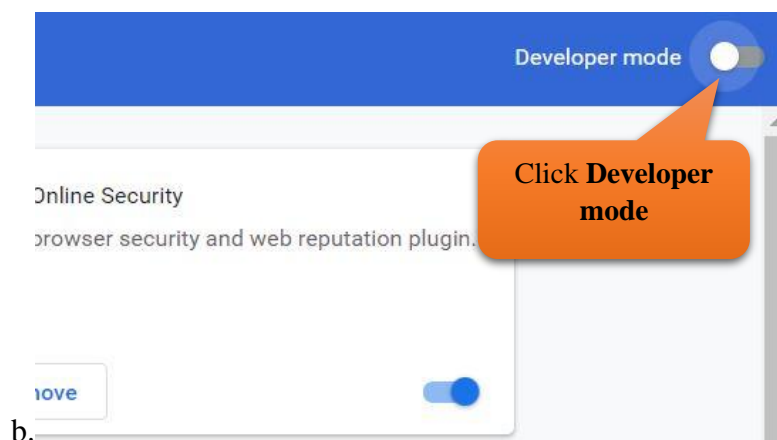 Developer mode
Click Developer
mode
Online Security
browser security and web reputation plugin.
move
b.